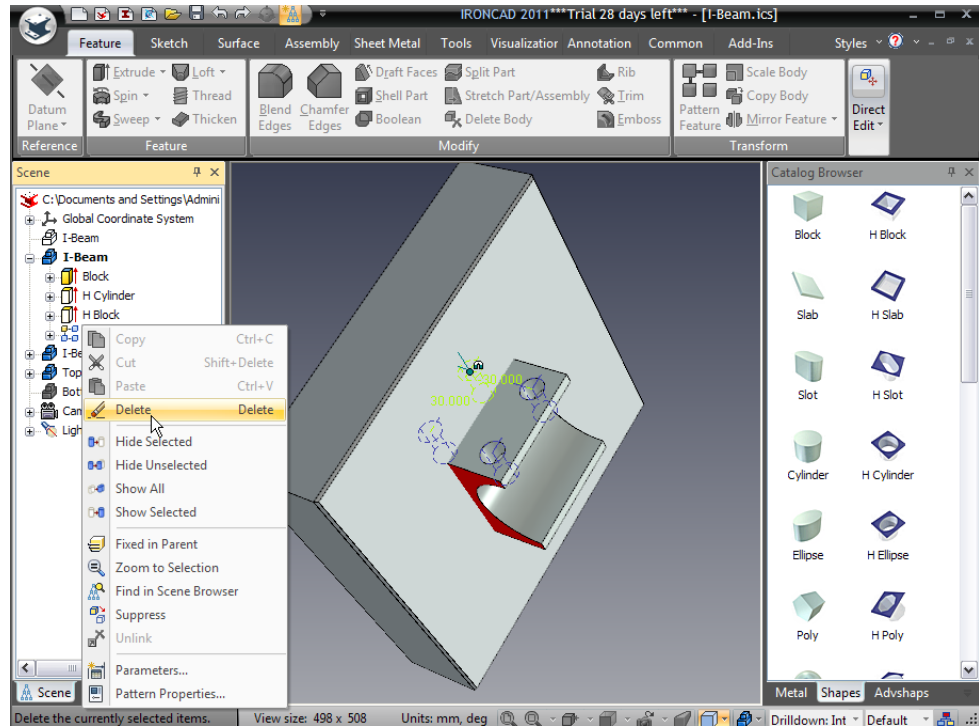 IRONCAD 2011***Trial 28 days left*** - [I-Beam.ics]
Feature Sketch Surface Assembly Sheet Metal Tools Visualizatior Annotation Common Add-Ins Styles
Datum Plane
Extrude Loft
Spin Thread
Sweep Thicken
Blend Edges Chamfer Edges
Draft Faces Split Part Rib
Shell Part Stretch Part/Assembly Trim
Boolean Delete Body Emboss
Pattern Feature
Scale Body
Copy Body
Mirror Feature
Direct Edit
Reference Feature Modify Transform
Scene
C:\Documents and Settings\Admini
Global Coordinate System
I-Beam
I-Beam
Block
H Cylinder
H Block
I-Be
Top
Bot
Can
Ligh
Copy Ctrl+C
Cut Shift+Delete
Paste Ctrl+V
Delete Delete
Hide Selected
Hide Unselected
Show All
Show Selected
Fixed in Parent
Zoom to Selection
Find in Scene Browser
Suppress
Unlink
Parameters...
Pattern Properties...
30.000
Catalog Browser
Block H Block
Slab H Slab
Slot H Slot
Cylinder H Cylinder
Ellipse H Ellipse
Poly H Poly
Scene
Metal Shapes Advshaps
Delete the currently selected items. View size: 498 x 508 Units: mm, deg Drilldown: Int Default